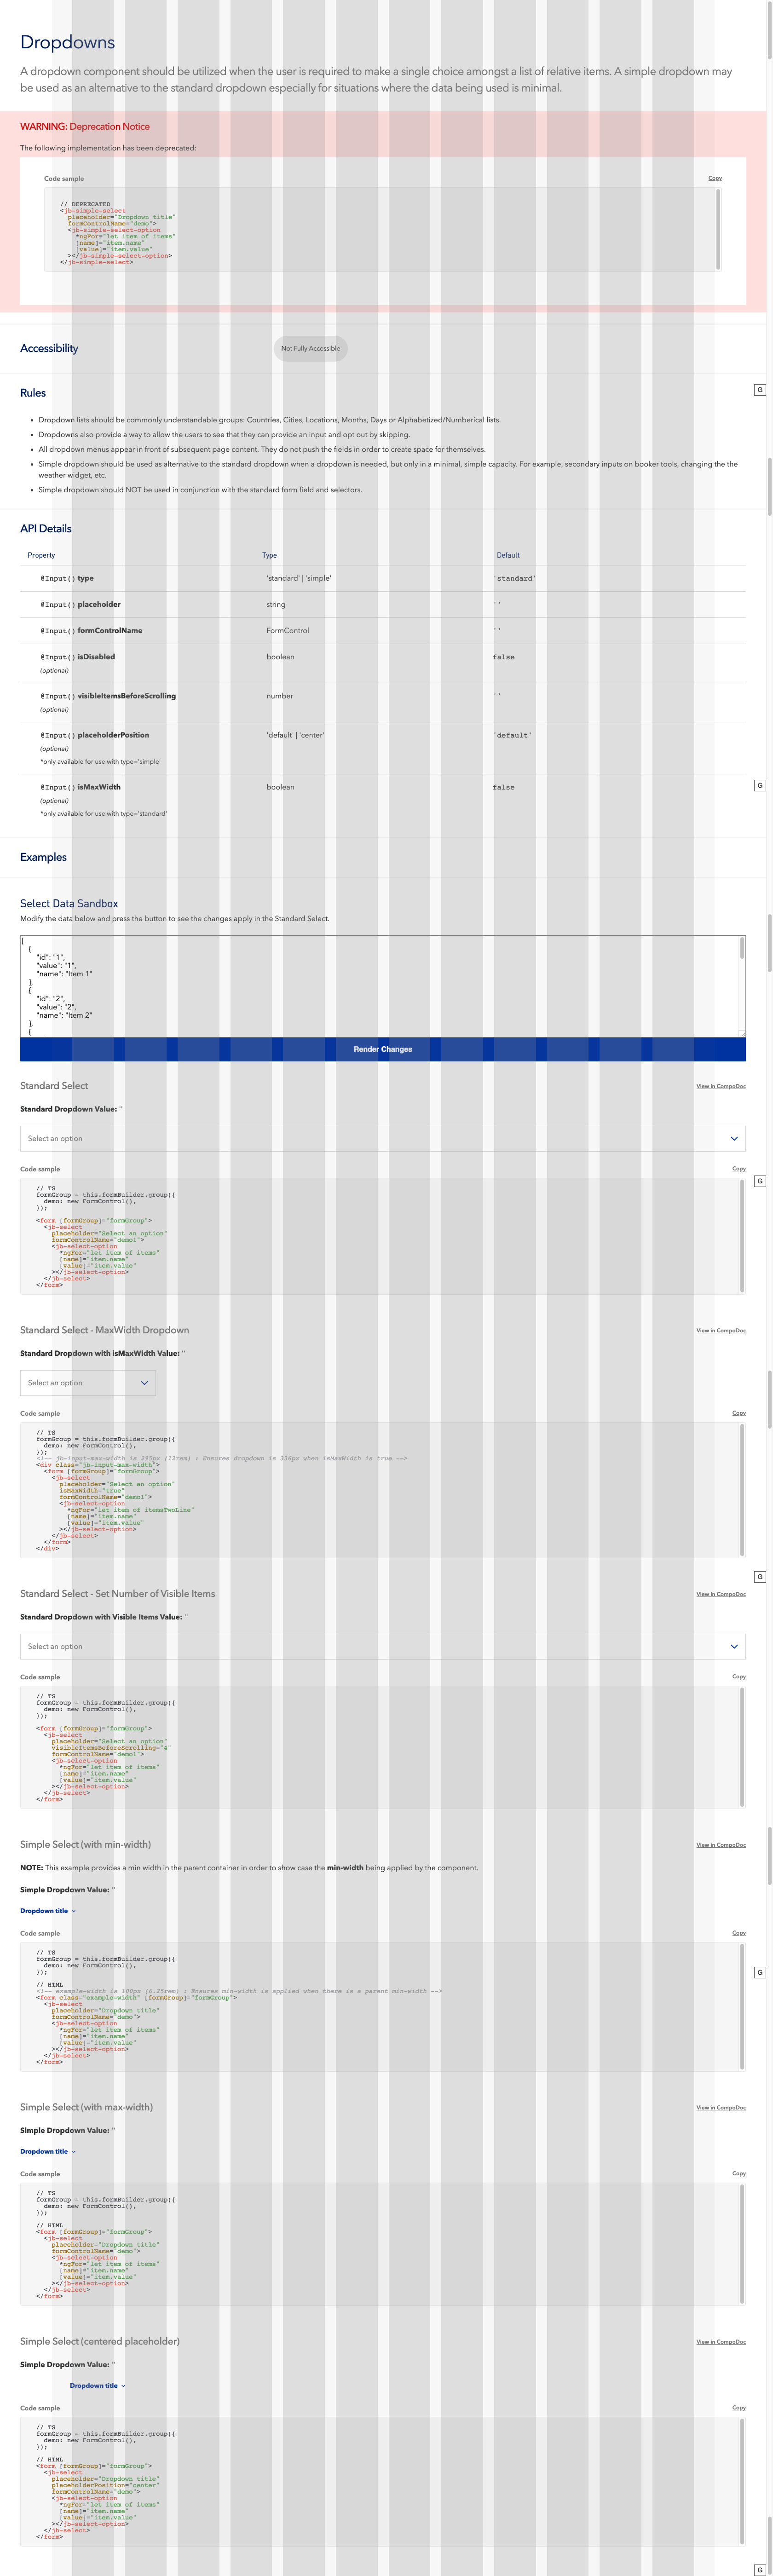 Dropdowns
A dropdown component should be utilized when the user is required to make a single choice amongst a list of relative items. A simple dropdown may
be used as an alternative to the standard dropdown especially for situations where the data being used is minimal.
WARNING: Deprecation Notice
The following implementation has been deprecated:
Code sample
Copy
// DEPRECATED
<jb-simple-select
placeholder="Dropdown title"
formControlName="demo">
<jb-simple-select-option
*ngFor="let item of items"
[name]="item.name"
[value]="item.value"
></jb-simple-select-option>
</jb-simple-select>
Accessibility
Not Fully Accessible
Rules
G
• Dropdown lists should be commonly understandable groups: Countries, Cities, Locations, Months, Days or Alphabetized/Numberical lists.
• Dropdowns also provide a way to allow the users to see that they can provide an input and opt out by skipping.
• All dropdown menus appear in front of subsequent page content. They do not push the fields in order to create space for themselves.
• Simple dropdown should be used as alternative to the standard dropdown when a dropdown is needed, but only in a minimal, simple capacity. For example, secondary inputs on booker tools, changing the the
weather widget, etc.
• Simple dropdown should NOT be used in conjunction with the standard form field and selectors.
API Details
Property Type Default
@Input() type 'standard' | 'simple' 'standard'
@Input() placeholder string ''
@Input() formControlName FormControl ''
@Input() isDisabled boolean false
(optional)
@Input() visibleItemsBeforeScrolling number ''
(optional)
@Input() placeholderPosition 'default' | 'center' 'default'
(optional)
*only available for use with type='simple'
@Input() isMaxWidth boolean false
G
(optional)
*only available for use with type='standard'
Examples
Select Data Sandbox
Modify the data below and press the button to see the changes apply in the Standard Select.
[
{
"id": "1",
"value": "1",
"name": "Item 1"
},
{
"id": "2",
"value": "2",
"name": "Item 2"
},
{
Render Changes
Standard Select
View in CompoDoc
Standard Dropdown Value: ''
Select an option
Code sample
Copy
G
// TS
formGroup = this.formBuilder.group({
demo: new FormControl(),
});
<form [formGroup]="formGroup">
<jb-select
placeholder="Select an option"
formControlName="demo1">
<jb-select-option
*ngFor="let item of items"
[name]="item.name"
[value]="item.value"
></jb-select-option>
</jb-select>
</form>
Standard Select - MaxWidth Dropdown
View in CompoDoc
Standard Dropdown with isMaxWidth Value: ''
Select an option
Code sample
Copy
// TS
formGroup = this.formBuilder.group({
demo: new FormControl(),
});
<!-- jb-input-max-width is 295px (12rem) : Ensures dropdown is 336px when isMaxWidth is true -->
<div class="jb-input-max-width">
<form [formGroup]="formGroup">
<jb-select
placeholder="Select an option"
isMaxWidth="true"
formControlName="demo1">
<jb-select-option
*ngFor="let item of itemsTwoLine"
[name]="item.name"
[value]="item.value"
></jb-select-option>
</jb-select>
</form>
</div>
G
Standard Select - Set Number of Visible Items
View in CompoDoc
Standard Dropdown with Visible Items Value: ''
Select an option
Code sample
Copy
// TS
formGroup = this.formBuilder.group({
demo: new FormControl(),
});
<form [formGroup]="formGroup">
<jb-select
placeholder="Select an option"
visibleItemsBeforeScrolling="4"
formControlName="demo1">
<jb-select-option
*ngFor="let item of items"
[name]="item.name"
[value]="item.value"
></jb-select-option>
</jb-select>
</form>
Simple Select (with min-width)
View in CompoDoc
NOTE: This example provides a min width in the parent container in order to show case the min-width being applied by the component.
Simple Dropdown Value: ''
Dropdown title
Code sample
Copy
// TS
formGroup = this.formBuilder.group({
demo: new FormControl(),
});
G
// HTML
<!-- example-width is 100px (6.25rem) : Ensures min-width is applied when there is a parent min-width -->
<form class="example-width" [formGroup]="formGroup">
<jb-select
placeholder="Dropdown title"
formControlName="demo">
<jb-select-option
*ngFor="let item of items"
[name]="item.name"
[value]="item.value"
></jb-select-option>
</jb-select>
</form>
Simple Select (with max-width)
View in CompoDoc
Simple Dropdown Value: ''
Dropdown title
Code sample
Copy
// TS
formGroup = this.formBuilder.group({
demo: new FormControl(),
});
// HTML
<form [formGroup]="formGroup">
<jb-select
placeholder="Dropdown title"
formControlName="demo">
<jb-select-option
*ngFor="let item of items"
[name]="item.name"
[value]="item.value"
></jb-select-option>
</jb-select>
</form>
Simple Select (centered placeholder)
View in CompoDoc
Simple Dropdown Value: ''
Dropdown title
Code sample
Copy
// TS
formGroup = this.formBuilder.group({
demo: new FormControl(),
});
// HTML
<form [formGroup]="formGroup">
<jb-select
placeholder="Dropdown title"
placeholderPosition="center"
formControlName="demo">
<jb-select-option
*ngFor="let item of items"
[name]="item.name"
[value]="item.value"
></jb-select-option>
</jb-select>
</form>
G